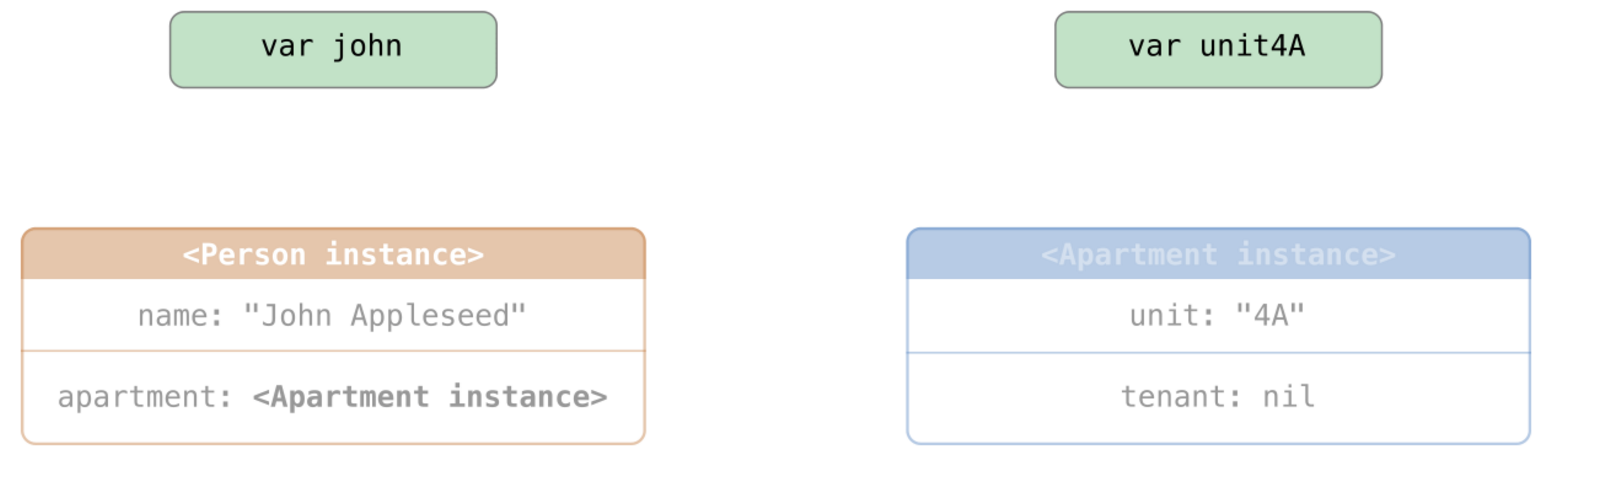 var john
var unit4A
<Person instance>
name: "John Appleseed"
apartment: <Apartment instance>
<Apartment instance>
unit: "4A"
tenant: nil